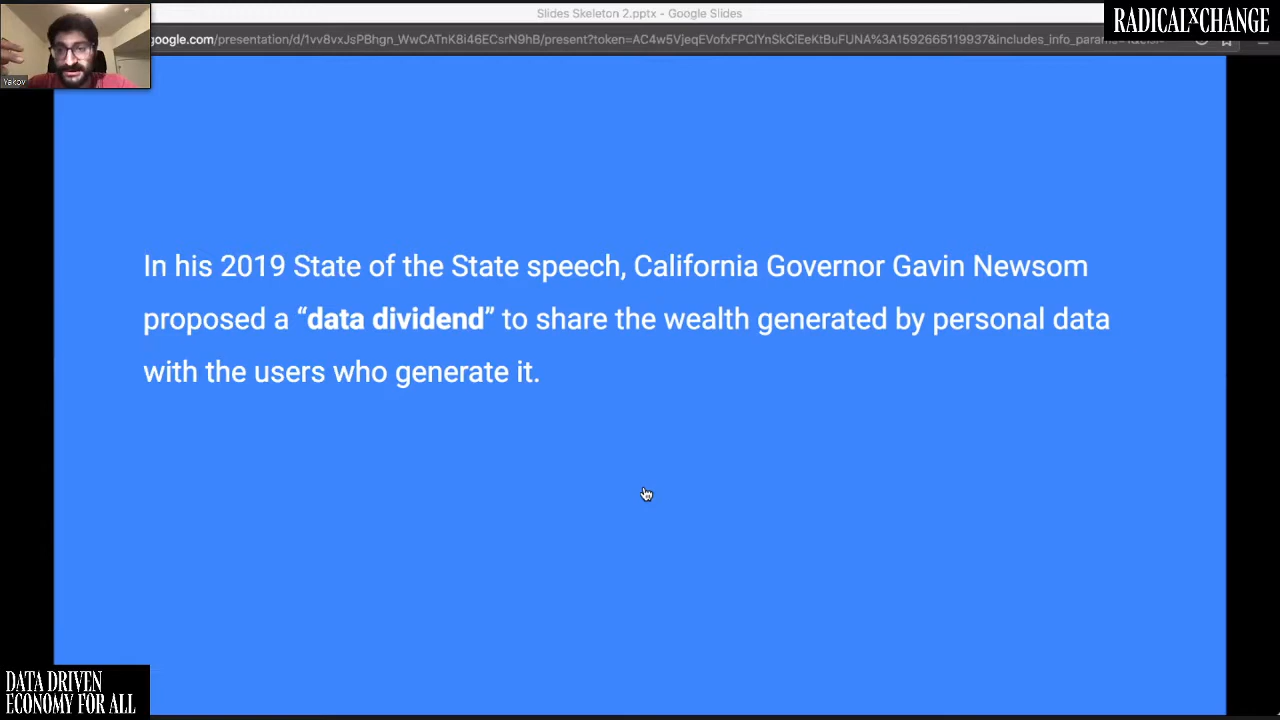 Slides Skeleton 2.pptx - Google Slides
RADICALXCHANGE
Yakov
In his 2019 State of the State speech, California Governor Gavin Newsom
proposed a “data dividend” to share the wealth generated by personal data
with the users who generate it.
DATA DRIVEN
ECONOMY FOR ALL